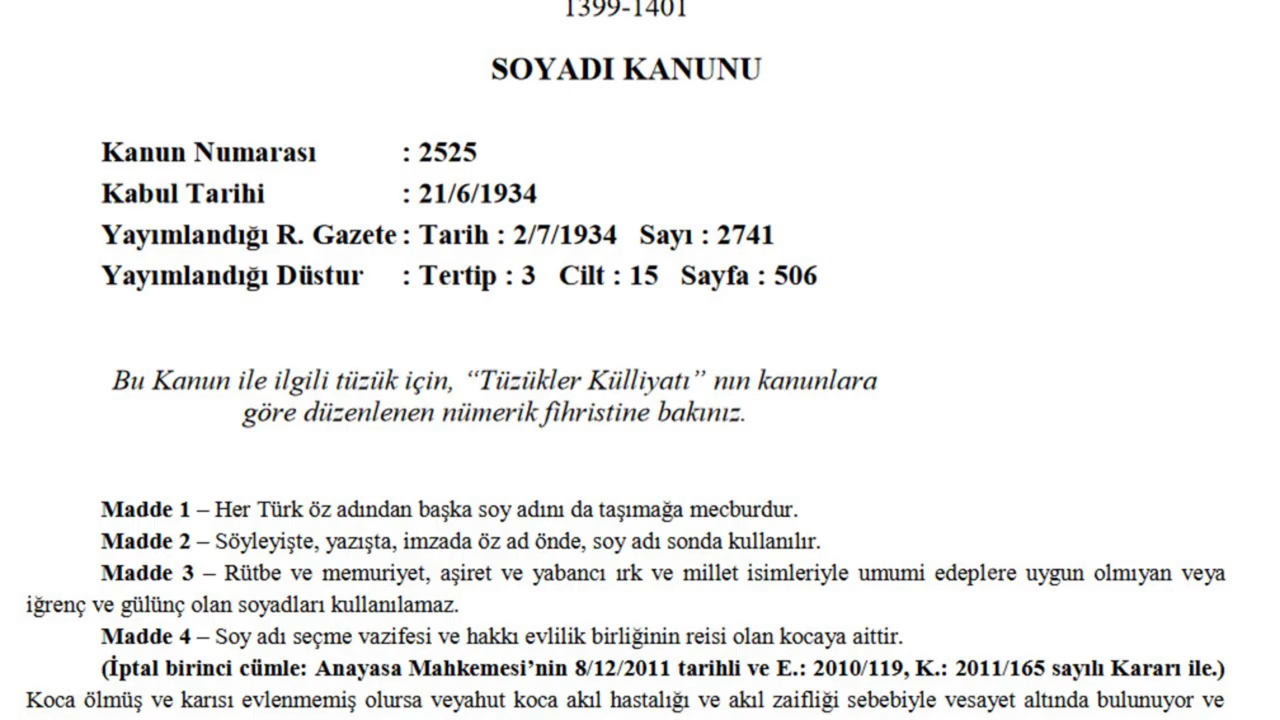 1399-1401
SOYADI KANUNU
Kanun Numarası : 2525
Kabul Tarihi : 21/6/1934
Yayımlandığı R. Gazete : Tarih : 2/7/1934 Sayı : 2741
Yayımlandığı Düstur : Tertip : 3 Cilt : 15 Sayfa : 506
Bu Kanun ile ilgili tüzük için, “Tüzükler Külliyatı” nın kanunlara
göre düzenlenen nümerik fihristine bakınız.
Madde 1 – Her Türk öz adından başka soy adını da taşımağa mecburdur.
Madde 2 – Söyleyişte, yazışta, imzada öz ad önde, soy adı sonda kullanılır.
Madde 3 – Rütbe ve memuriyet, aşiret ve yabancı ırk ve millet isimleriyle umumi edeplere uygun olmıyan veya
iğrenç ve gülünç olan soyadları kullanılamaz.
Madde 4 – Soy adı seçme vazifesi ve hakkı evlilik birliğinin reisi olan kocaya aittir.
(İptal birinci cümle: Anayasa Mahkemesi’nin 8/12/2011 tarihli ve E.: 2010/119, K.: 2011/165 sayılı Kararı ile.)
Koca ölmüş ve karısı evlenmemiş olursa veyahut koca akıl hastalığı ve akıl zaifliği sebebiyle vesayet altında bulunuyor ve